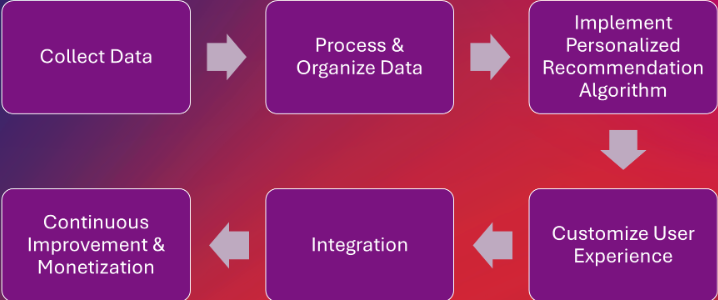 Collect Data
Process &
Organize Data
Implement
Personalized
Recommendation
Algorithm
Customize User
Experience
Integration
Continuous
Improvement &
Monetization